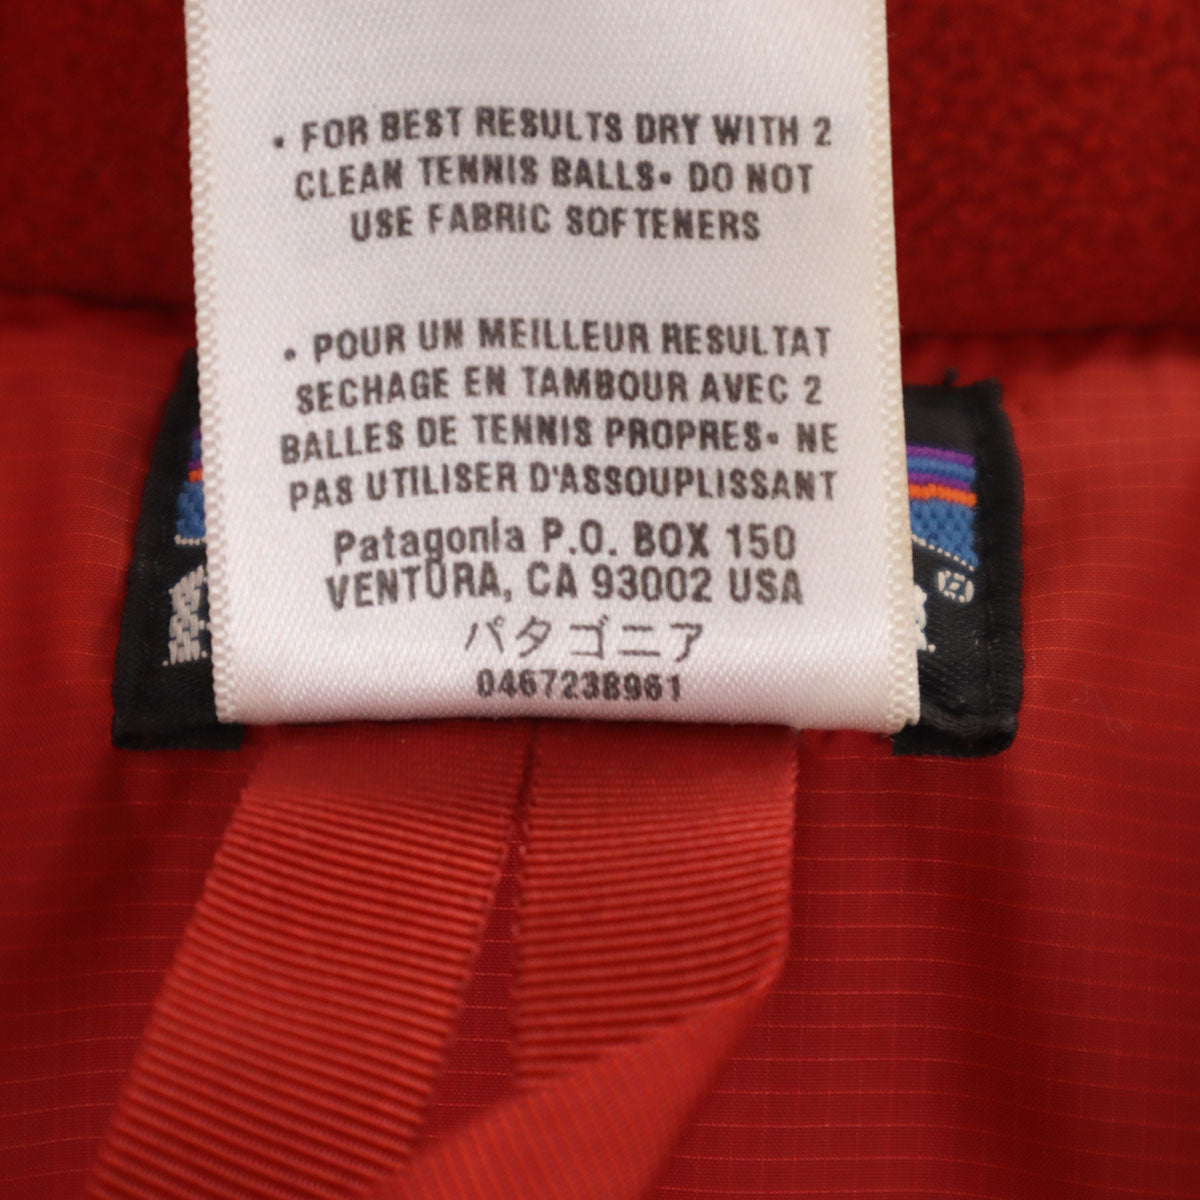 • FOR BEST RESULTS DRY WITH 2
CLEAN TENNIS BALLS• DO NOT
USE FABRIC SOFTENERS
• POUR UN MEILLEUR RESULTAT
SECHAGE EN TAMBOUR AVEC 2
BALLES DE TENNIS PROPRES• NE
PAS UTILISER D'ASSOUPLISSANT
Patagonia P.O. BOX 150
VENTURA, CA 93002 USA
パタゴニア
0467238961
®